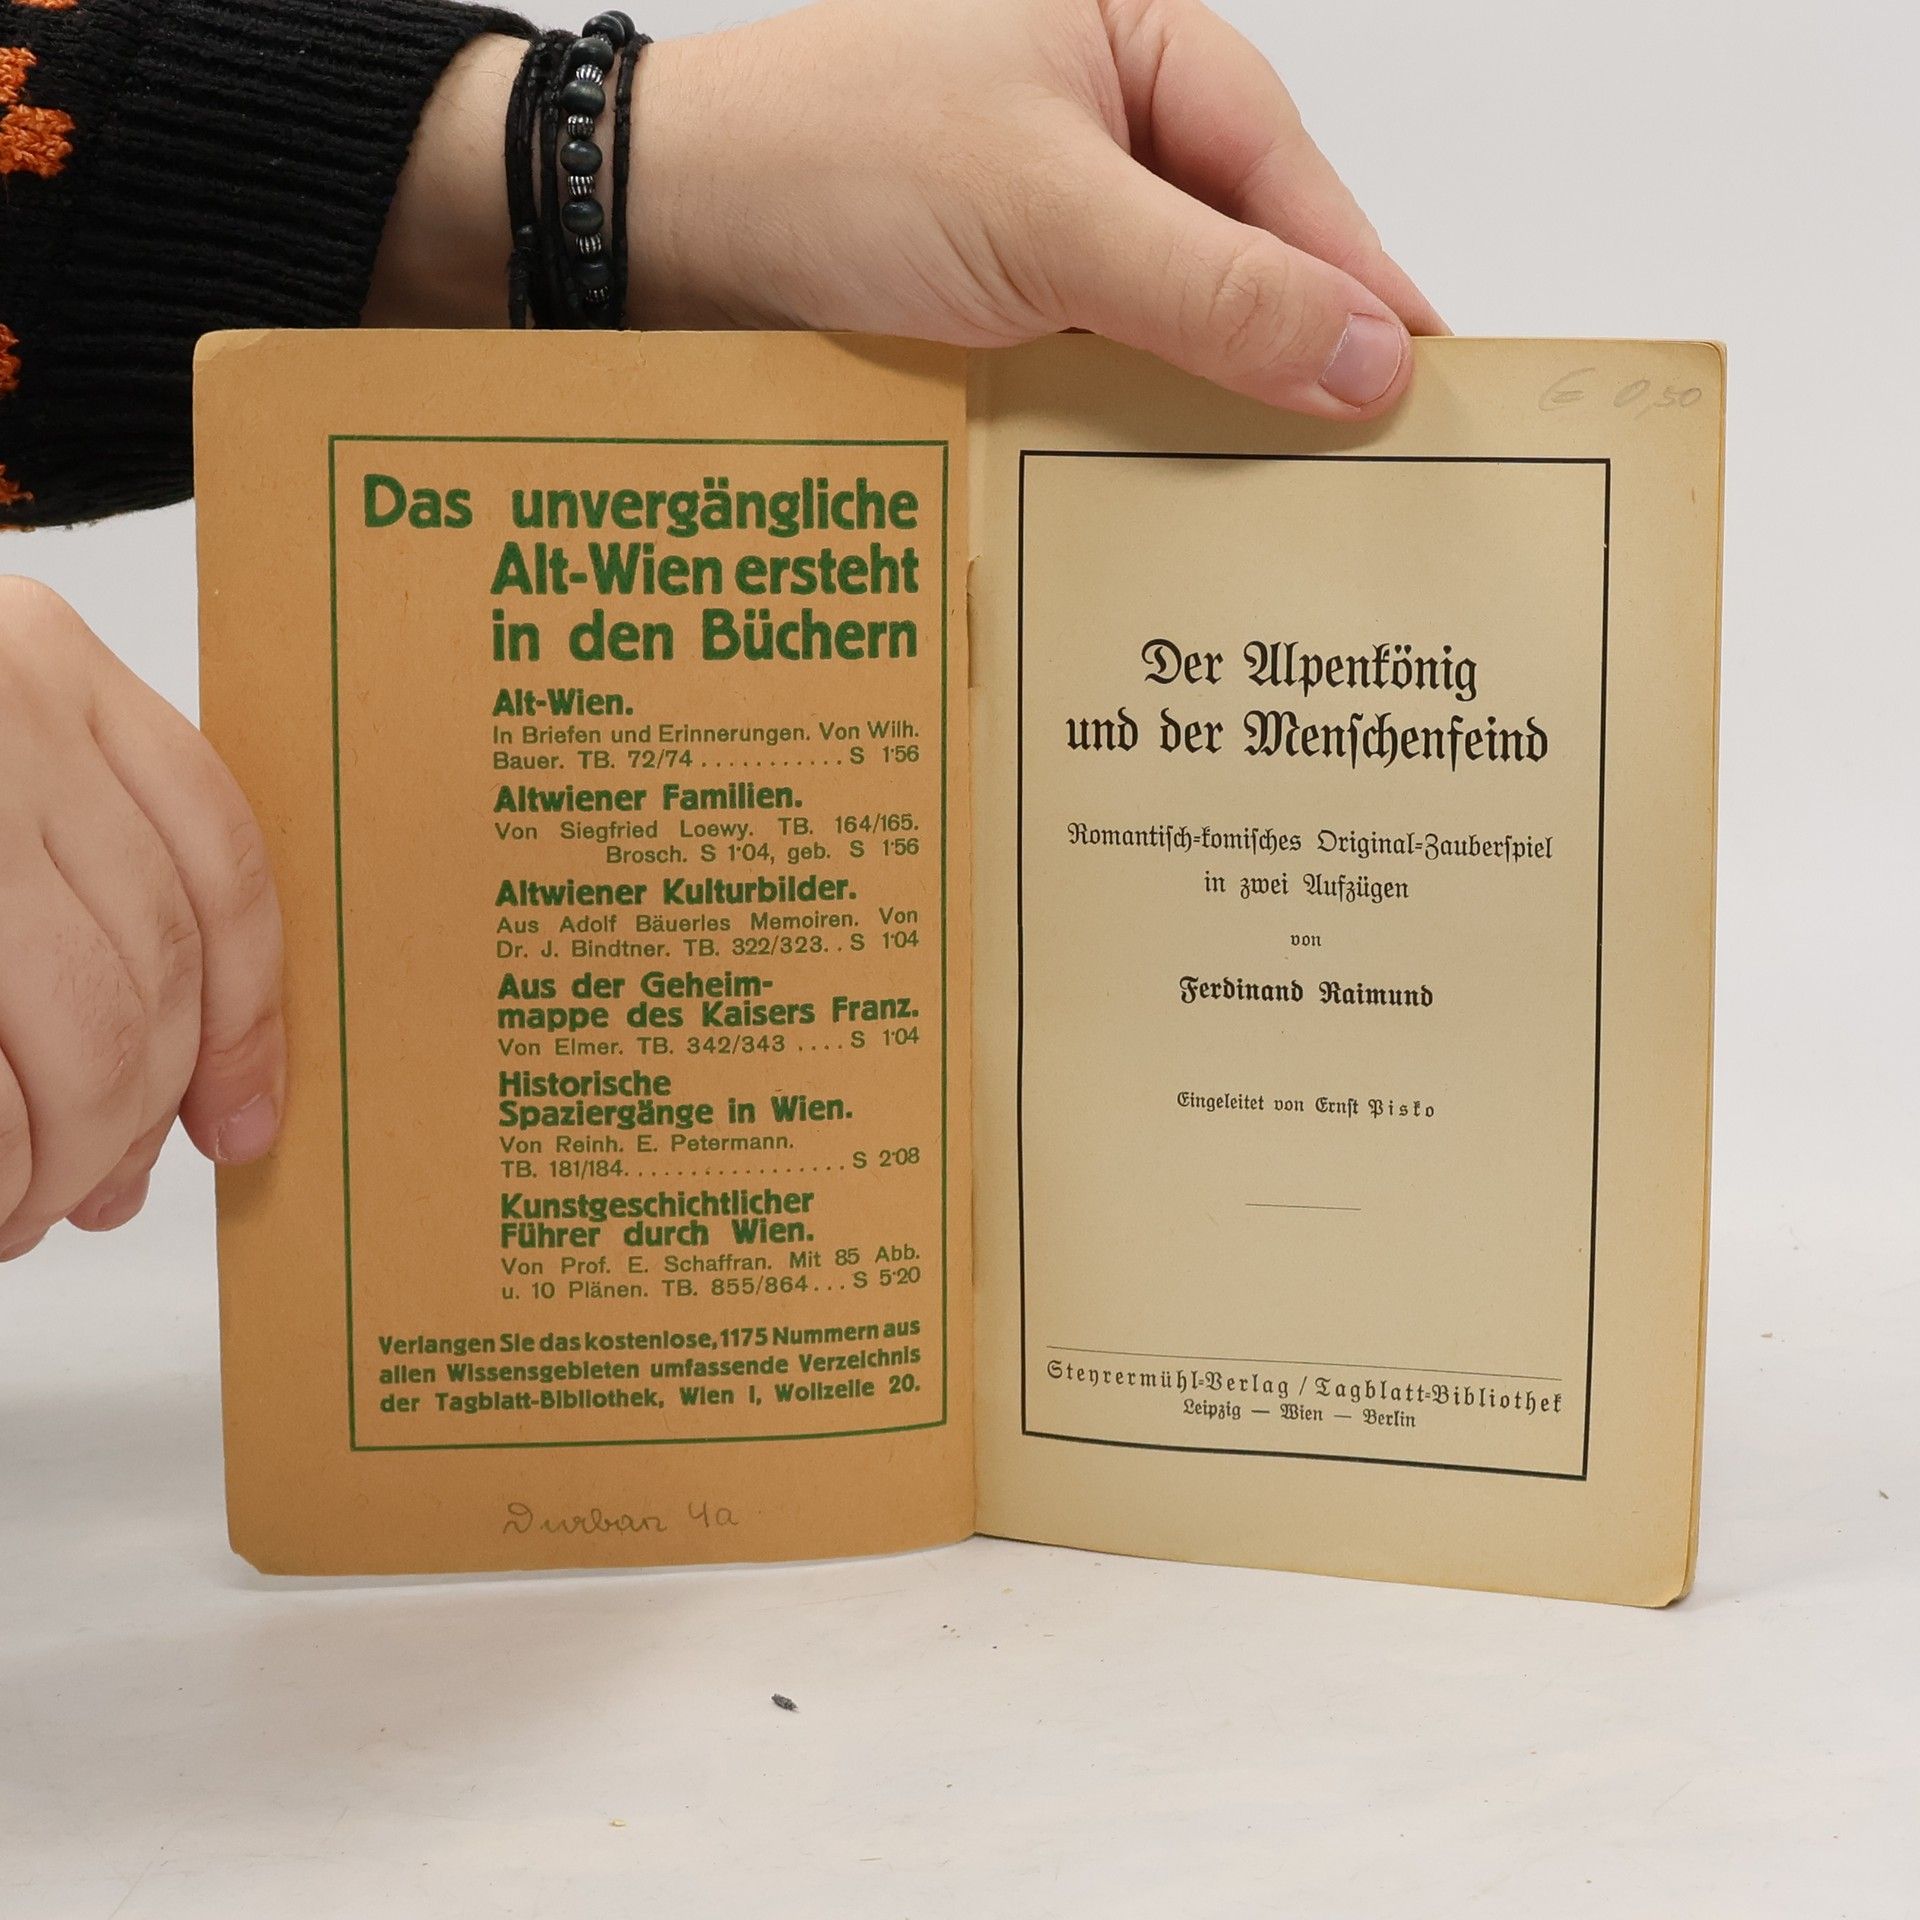 Das unvergängliche
Alt-Wien ersteht
in den Büchern
Alt-Wien.
In Briefen und Erinnerungen. Von Wilh.
Bauer. TB. 72/74 . . . . . . . . . . . S 1·56
Altwiener Familien.
Von Siegfried Loewy. TB. 164/165.
Brosch. S 1·04, geb. S 1·56
Altwiener Kulturbilder.
Aus Adolf Bäuerles Memoiren. Von
Dr. J. Bindtner. TB. 322/323. . S 1·04
Aus der Geheim-
mappe des Kaisers Franz.
Von Elmer. TB. 342/343 . . . . S 1·04
Historische
Spaziergänge in Wien.
Von Reinh. E. Petermann.
TB. 181/184. . . . . . . . . . . . . . . . . S 2·08
Kunstgeschichtlicher
Führer durch Wien.
Von Prof. E. Schaffran. Mit 85 Abb.
u. 10 Plänen. TB. 855/864 . . . S 5·20
Verlangen Sie das kostenlose, 1175 Nummern aus
allen Wissensgebieten umfassende Verzeichnis
der Tagblatt-Bibliothek, Wien I, Wollzeile 20.
Durban 4a
€ 0,50
Der Alpenkönig
und der Menschenfeind
Romantisch-komisches Original-Zauberspiel
in zwei Aufzügen
von
Ferdinand Raimund
Eingeleitet von Ernst Pisko
Steyrermühl-Verlag / Tagblatt-Bibliothek
Leipzig — Wien — Berlin